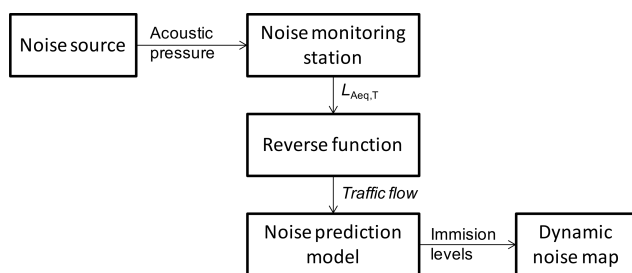 Noise source
Acoustic
pressure
Noise monitoring
station
LAeq,T
Reverse function
Traffic flow
Noise prediction
model
Immision
levels
Dynamic
noise map